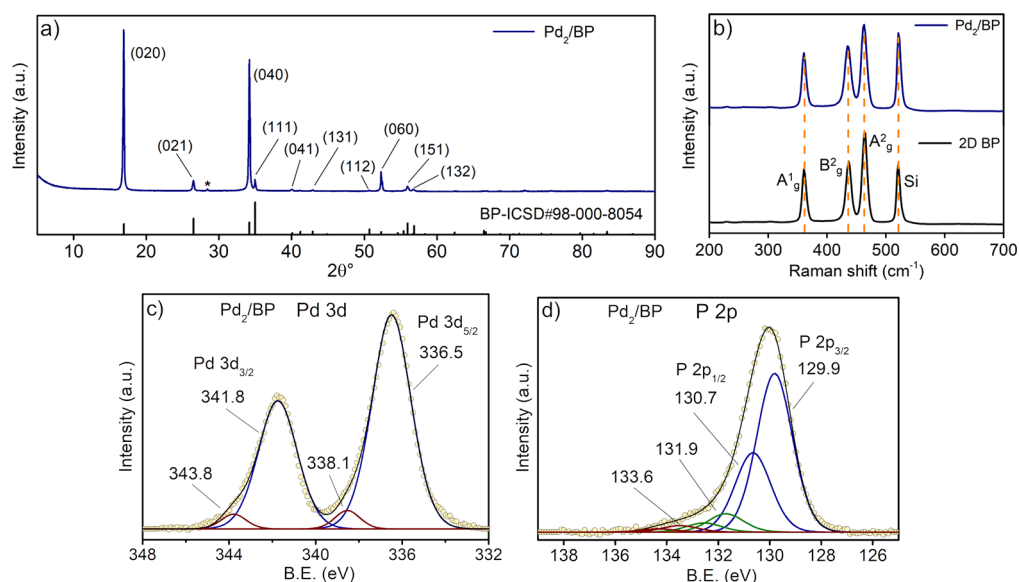 a)
Pd₂/BP
(020)
(040)
(021)
*
(111)
(041)
(131)
(112)
(060)
(151)
(132)
BP-ICSD#98-000-8054
Intensity (a.u.)
10 20 30 40 50 60 70 80 90
2θ°
b)
Pd₂/BP
2D BP
A¹g
B²g
A²g
Si
Intensity (a.u.)
200 300 400 500 600 700
Raman shift (cm⁻¹)
c)
Pd₂/BP Pd 3d
Pd 3d₅/₂
336.5
Pd 3d₃/₂
341.8
343.8
338.1
Intensity (a.u.)
348 344 340 336 332
B.E. (eV)
d)
Pd₂/BP P 2p
P 2p₃/₂
129.9
P 2p₁/₂
130.7
131.9
133.6
Intensity (a.u.)
138 136 134 132 130 128 126
B.E. (eV)